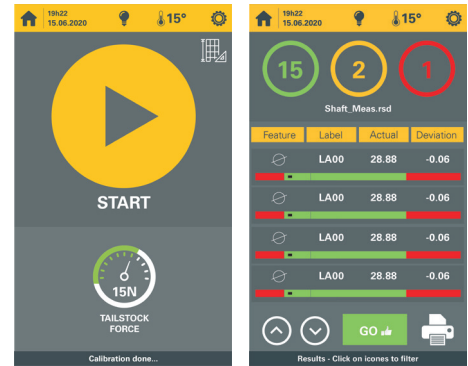 19h22
15.06.2020
15°
START
15N
TAILSTOCK
FORCE
Calibration done...
19h22
15.06.2020
15°
15
2
1
Shaft_Meas.rsd
Feature Label Actual Deviation
LA00 28.88 -0.06
LA00 28.88 -0.06
LA00 28.88 -0.06
LA00 28.88 -0.06
GO
Results - Click on icones to filter